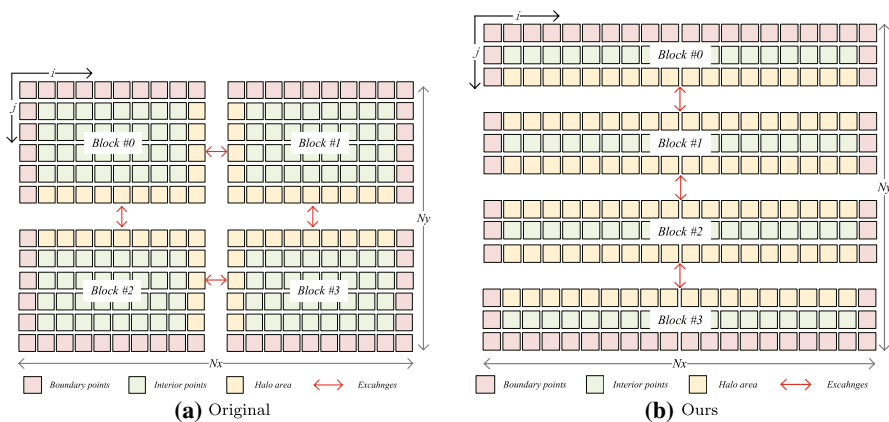 i
j
Block #0
Block #1
Block #2
Block #3
Ny
Nx
Boundary points Interior points Halo area Excahnges
(a) Original
i
j
Block #0
Block #1
Block #2
Block #3
Ny
Nx
Boundary points Interior points Halo area Excahnges
(b) Ours